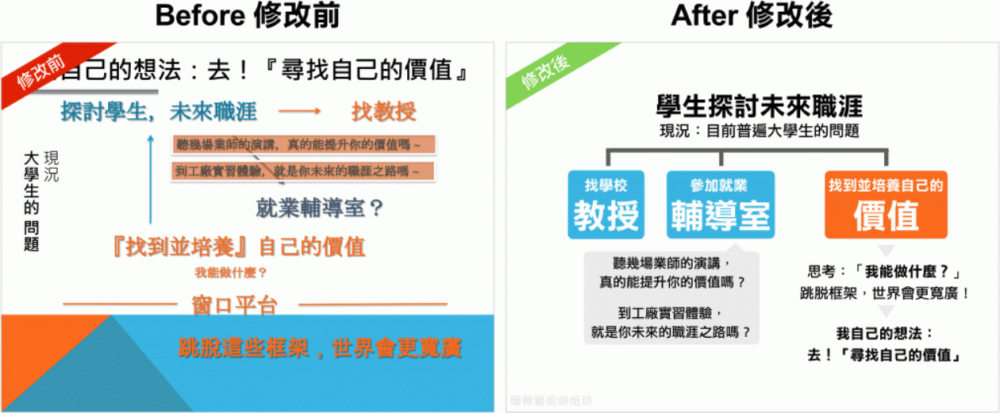 Before 修改前
After 修改後
修改前
自己的想法：去！『尋找自己的價值』
探討學生，未來職涯
找教授
聽幾場業師的演講，真的能提升你的價值嗎~
到工廠實習體驗，就是你未來的職涯之路嗎~
現況
大學生的問題
就業輔導室？
『找到並培養』自己的價值
我能做什麼？
窗口平台
跳脫這些框架，世界會更寬廣
修改後
學生探討未來職涯
現況：目前普遍大學生的問題
找學校
教授
參加就業
輔導室
找到並培養自己的
價值
聽幾場業師的演講，
真的能提升你的價值嗎？
到工廠實習體驗，
就是你未來的職涯之路嗎？
思考：「我能做什麼？」
跳脫框架，世界會更寬廣！
我自己的想法：
去！「尋找自己的價值」
簡報藝術烘焙坊